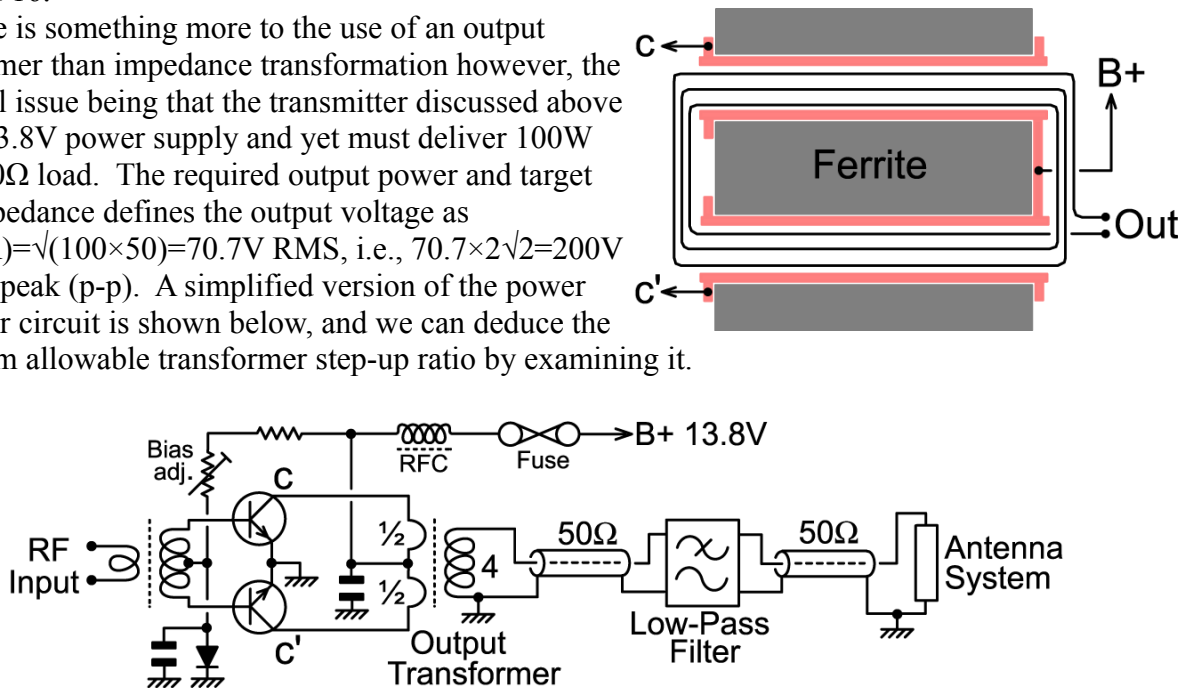 e is something more to the use of an output
mer than impedance transformation however, the
l issue being that the transmitter discussed above
3.8V power supply and yet must deliver 100W
0Ω load. The required output power and target
pedance defines the output voltage as
)=√(100×50)=70.7V RMS, i.e., 70.7×2√2=200V
peak (p-p). A simplified version of the power
r circuit is shown below, and we can deduce the
m allowable transformer step-up ratio by examining it.
C
B+
Ferrite
Out
C'
Bias
adj.
RFC
Fuse
B+ 13.8V
C
RF
Input
½
½
4
C'
Output
Transformer
50Ω
Low-Pass
Filter
50Ω
Antenna
System